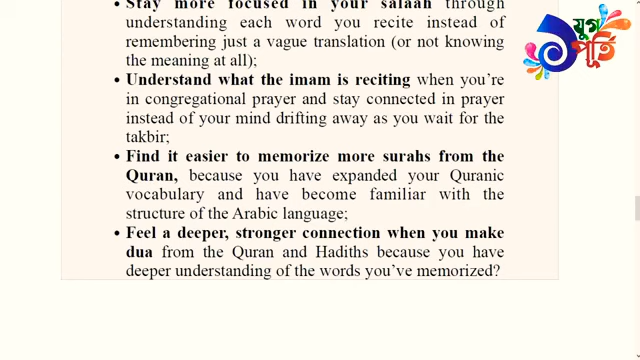 • Stay more focused in your salaah through
understanding each word you recite instead of
remembering just a vague translation (or not knowing
the meaning at all);
• Understand what the imam is reciting when you're
in congregational prayer and stay connected in prayer
instead of your mind drifting away as you wait for the
takbir;
• Find it easier to memorize more surahs from the
Quran, because you have expanded your Quranic
vocabulary and have become familiar with the
structure of the Arabic language;
• Feel a deeper, stronger connection when you make
dua from the Quran and Hadiths because you have
deeper understanding of the words you've memorized?
যুগ
পূর্তি